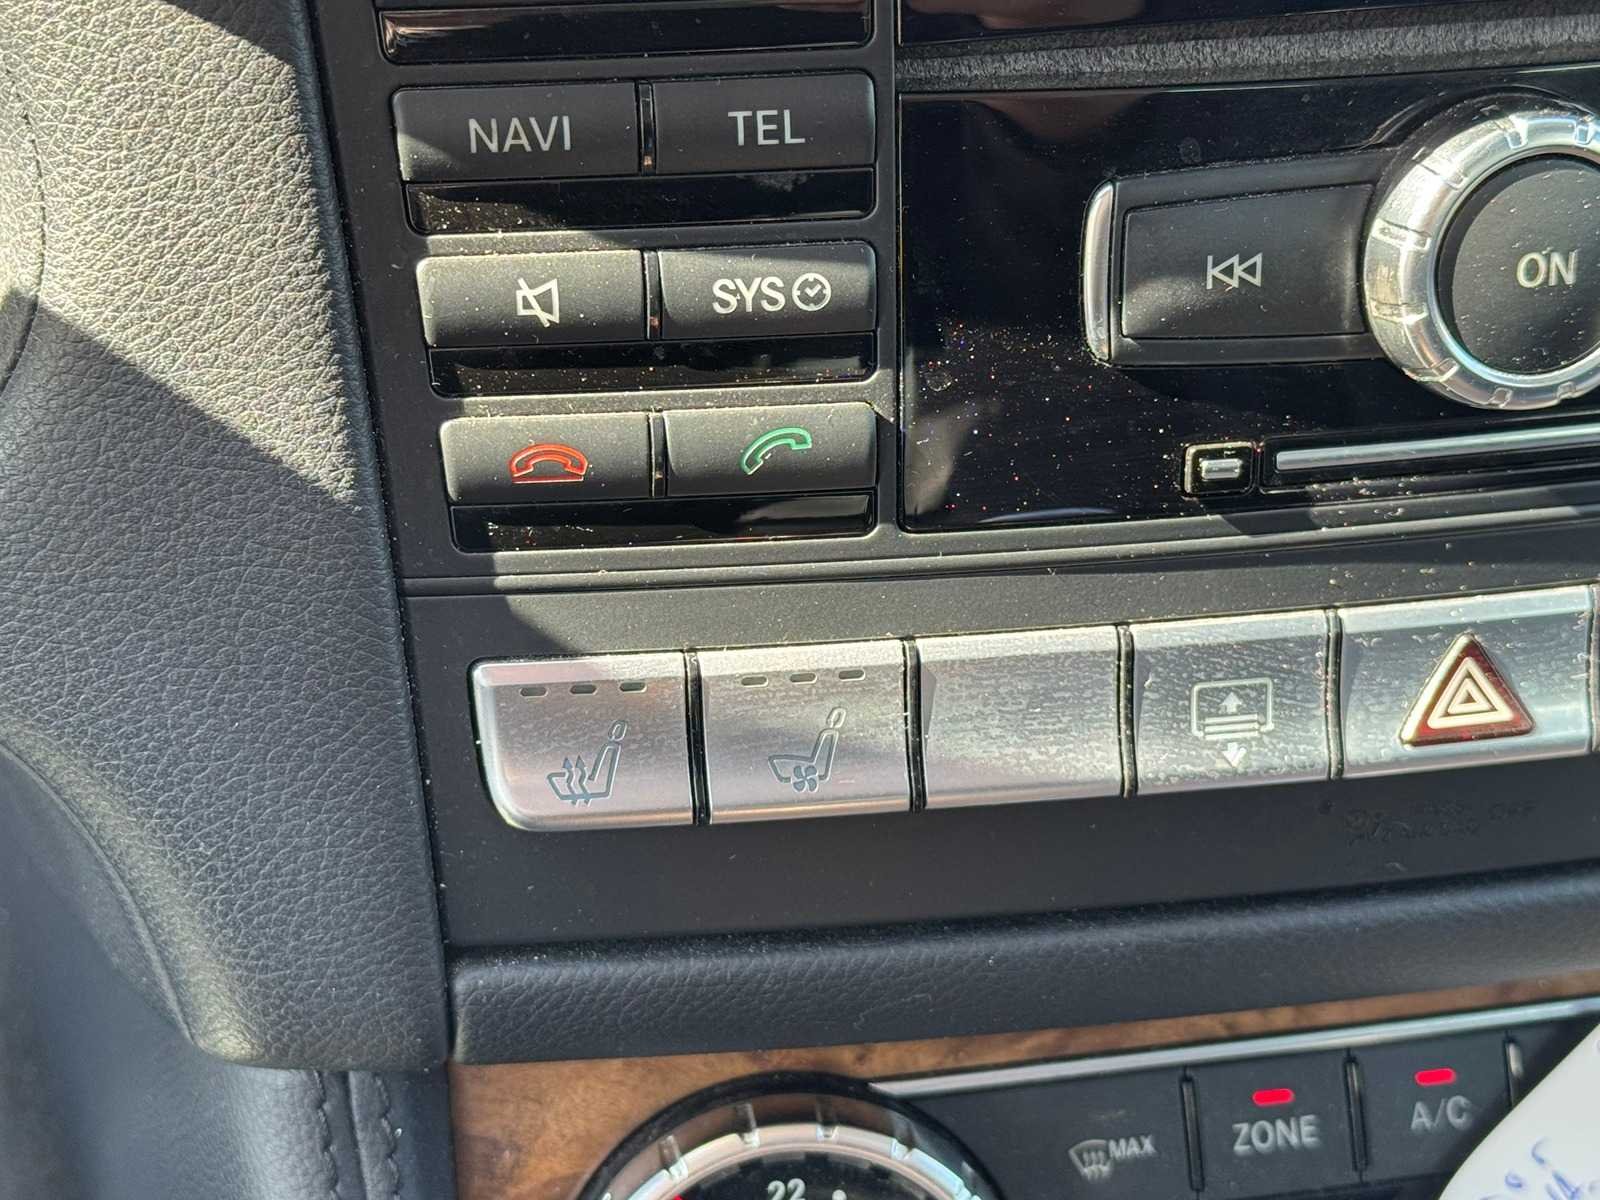 NAVI TEL
SYS
ON
MAX ZONE A/C
22